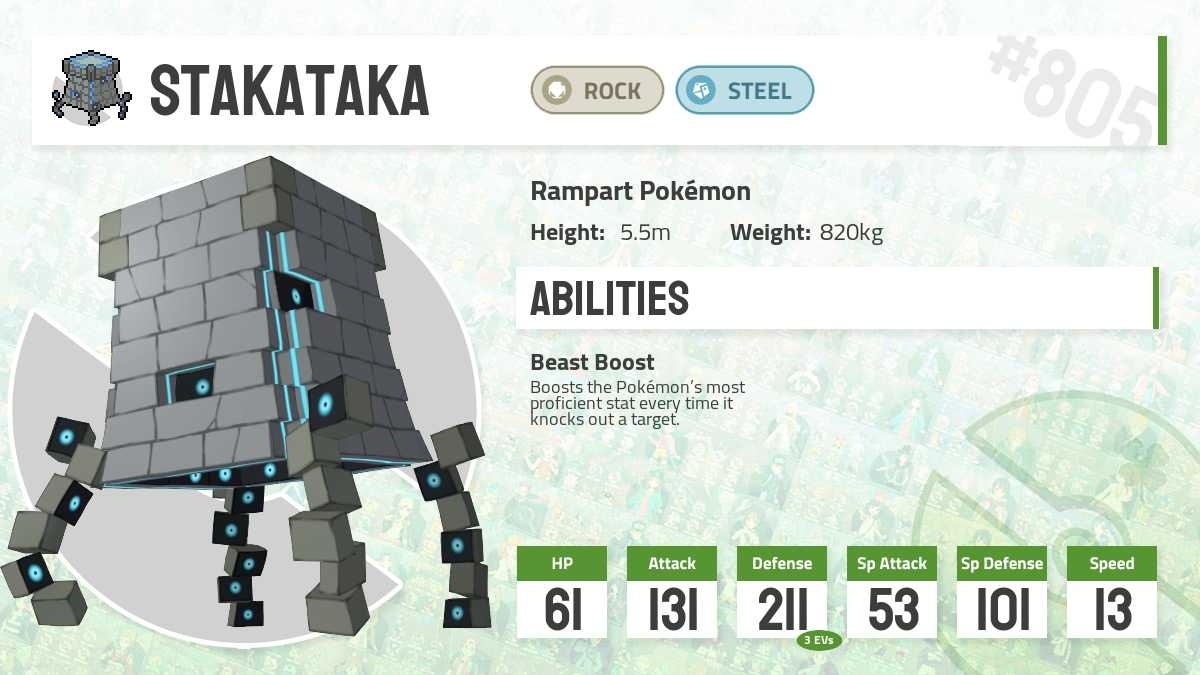 STAKATAKA
ROCK
STEEL
#805
Rampart Pokémon
Height: 5.5m Weight: 820kg
ABILITIES
Beast Boost
Boosts the Pokémon's most
proficient stat every time it
knocks out a target.
HP Attack Defense Sp Attack Sp Defense Speed
61 131 211 53 101 13
3 EVs